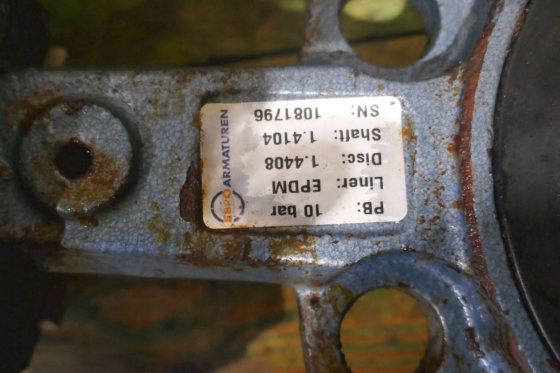 EBRO ARMATUREN
PB: 10 bar
Liner: EPDM
Disc: 1.4408
Shaft: 1.4104
SN: 1081796